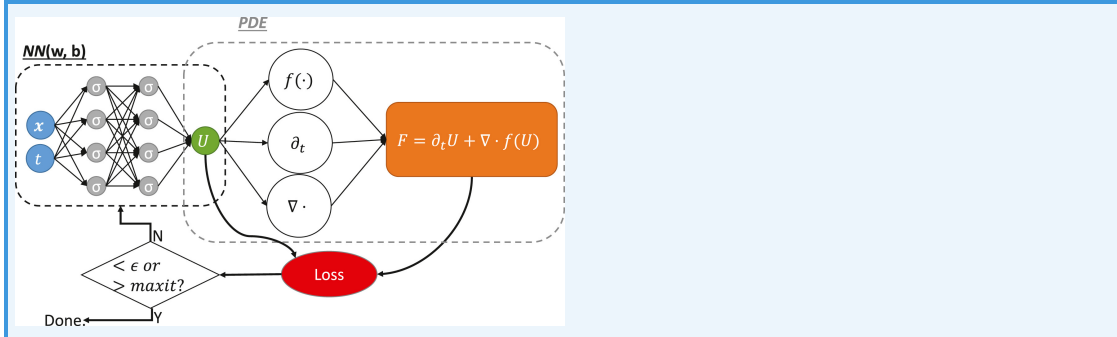 PDE
NN(w, b)
x
t
σ
σ
σ
σ
σ
σ
σ
σ
U
f(·)
∂ₜ
∇ ·
F = ∂ₜU + ∇ · f(U)
Loss
N
< ϵ or
> maxit?
Y
Done.